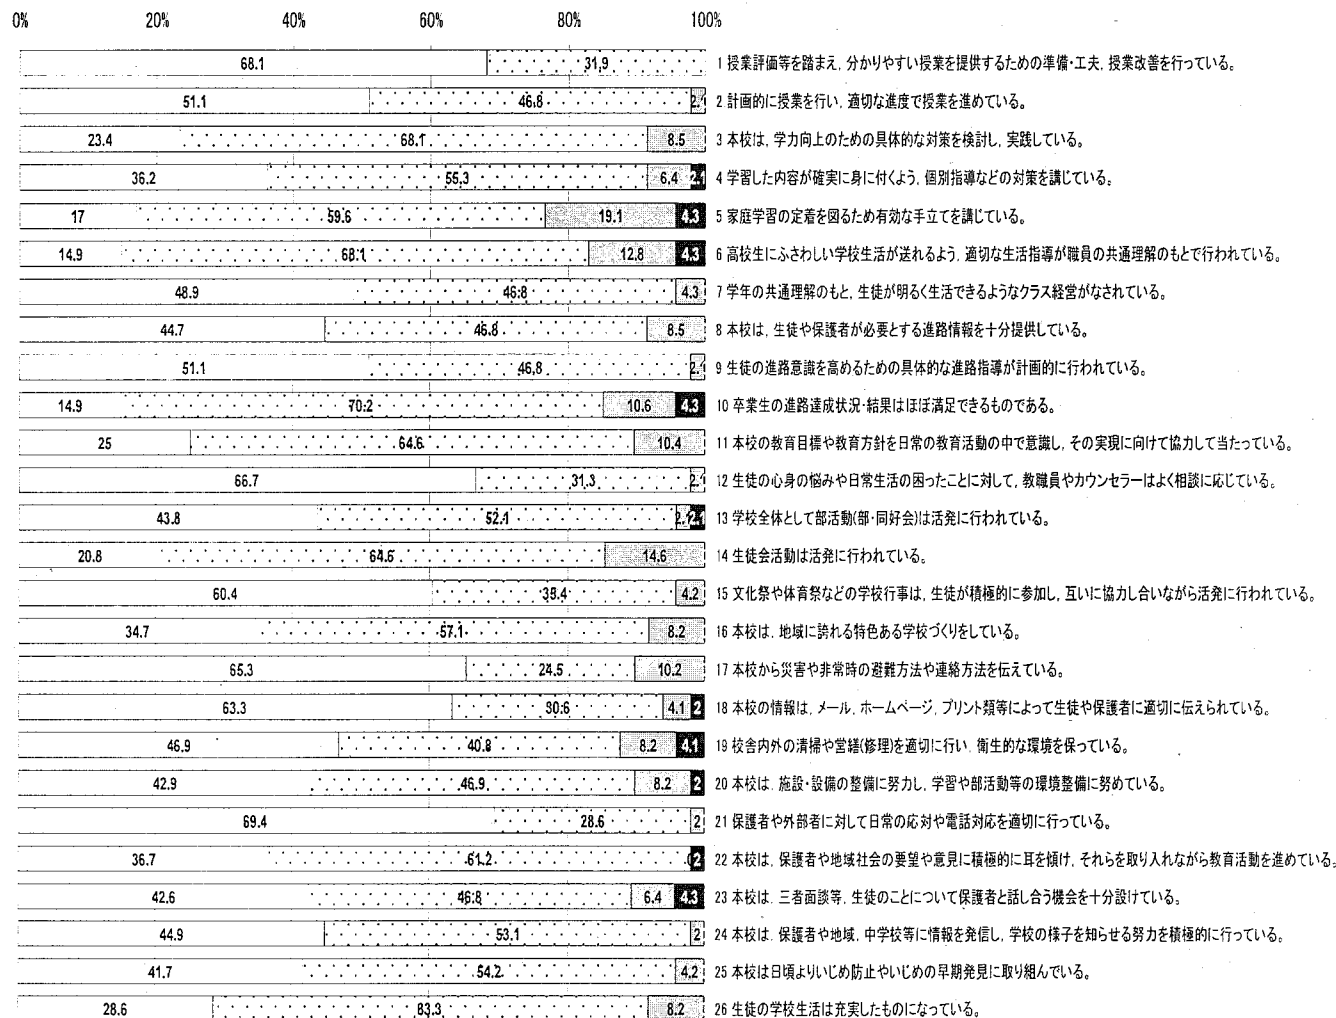 0% 20% 40% 60% 80% 100%
68.1 31.9 1 授業評価等を踏まえ、分かりやすい授業を提供するための準備・工夫、授業改善を行っている。
51.1 46.8 2.1 2 計画的に授業を行い、適切な進度で授業を進めている。
23.4 68.1 8.5 3 本校は、学力向上のための具体的な対策を検討し、実践している。
36.2 55.3 6.4 2.1 4 学習した内容が確実に身に付くよう、個別指導などの対策を講じている。
17 59.6 19.1 4.3 5 家庭学習の定着を図るため有効な手立てを講じている。
14.9 68.1 12.8 4.3 6 高校生にふさわしい学校生活が送れるよう、適切な生活指導が職員の共通理解のもとで行われている。
48.9 46.8 4.3 7 学年の共通理解のもと、生徒が明るく生活できるようなクラス経営がなされている。
44.7 46.8 8.5 8 本校は、生徒や保護者が必要とする進路情報を十分提供している。
51.1 46.8 2.1 9 生徒の進路意識を高めるための具体的な進路指導が計画的に行われている。
14.9 70.2 10.6 4.3 10 卒業生の進路達成状況・結果はほぼ満足できるものである。
25 64.6 10.4 11 本校の教育目標や教育方針を日常の教育活動の中で意識し、その実現に向けて協力して当たっている。
66.7 31.3 2.1 12 生徒の心身の悩みや日常生活の困ったことに対して、教職員やカウンセラーはよく相談に応じている。
43.8 52.1 2.1 2.1 13 学校全体として部活動(部・同好会)は活発に行われている。
20.8 64.6 14.6 14 生徒会活動は活発に行われている。
60.4 35.4 4.2 15 文化祭や体育祭などの学校行事は、生徒が積極的に参加し、互いに協力し合いながら活発に行われている。
34.7 57.1 8.2 16 本校は、地域に誇れる特色ある学校づくりをしている。
65.3 24.5 10.2 17 本校から災害や非常時の避難方法や連絡方法を伝えている。
63.3 30.6 4.1 2 18 本校の情報は、メール、ホームページ、プリント類等によって生徒や保護者に適切に伝えられている。
46.9 40.8 8.2 4.1 19 校舎内外の清掃や営繕(修理)を適切に行い、衛生的な環境を保っている。
42.9 46.9 8.2 2 20 本校は、施設・設備の整備に努力し、学習や部活動等の環境整備に努めている。
69.4 28.6 2 21 保護者や外部者に対して日常の応対や電話対応を適切に行っている。
36.7 61.2 2 22 本校は、保護者や地域社会の要望や意見に積極的に耳を傾け、それらを取り入れながら教育活動を進めている。
42.6 46.8 6.4 4.3 23 本校は、三者面談等、生徒のことについて保護者と話し合う機会を十分設けている。
44.9 53.1 2 24 本校は、保護者や地域、中学校等に情報を発信し、学校の様子を知らせる努力を積極的に行っている。
41.7 54.2 4.2 25 本校は日頃よりいじめ防止やいじめの早期発見に取り組んでいる。
28.6 83.3 8.2 26 生徒の学校生活は充実したものになっている。